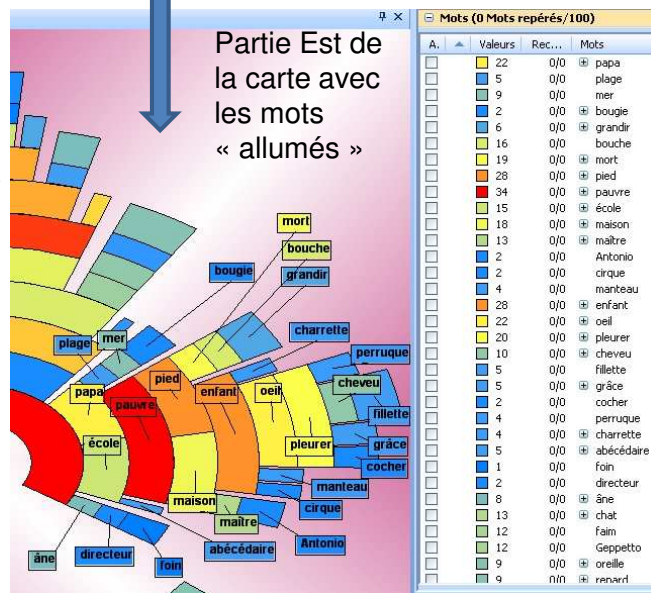 Partie Est de
la carte avec
les mots
« allumés »
mort
bouche
bougie
grandir
charrette
plage
mer
perruque
pied
cheveu
papa
pauvre
enfant
oeil
fillette
école
pleurer
grâce
cocher
manteau
maison
cirque
maître
Antonio
âne
directeur
foin
abécédaire
Mots (0 Mots repérés/100)
A. Valeurs Rec... Mots
22 0/0 papa
5 0/0 plage
9 0/0 mer
2 0/0 bougie
6 0/0 grandir
16 0/0 bouche
19 0/0 mort
28 0/0 pied
34 0/0 pauvre
15 0/0 école
18 0/0 maison
13 0/0 maître
2 0/0 Antonio
2 0/0 cirque
4 0/0 manteau
28 0/0 enfant
22 0/0 oeil
20 0/0 pleurer
10 0/0 cheveu
5 0/0 fillette
5 0/0 grâce
2 0/0 cocher
4 0/0 perruque
4 0/0 charrette
5 0/0 abécédaire
1 0/0 foin
2 0/0 directeur
8 0/0 âne
13 0/0 chat
12 0/0 faim
12 0/0 Geppetto
9 0/0 oreille
9 0/0 renard